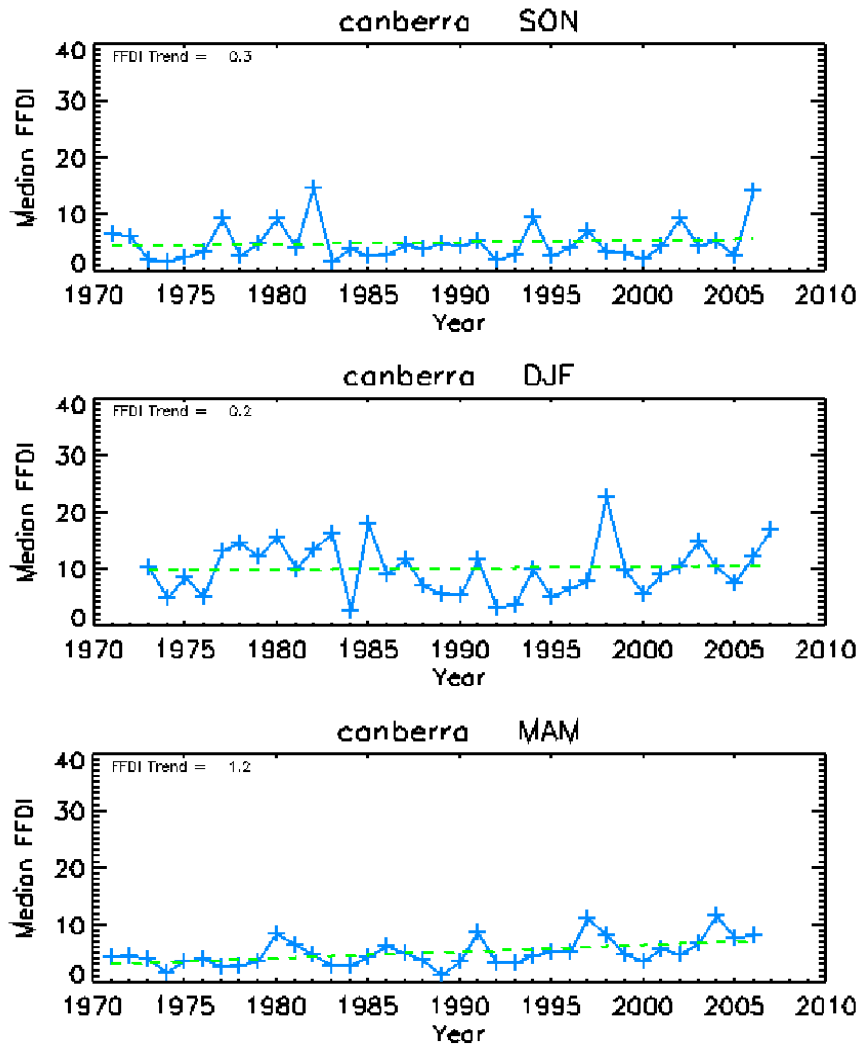 canberra SON
FFDI Trend = 0.3
40
30
20
10
0
Median FFDI
1970 1975 1980 1985 1990 1995 2000 2005 2010
Year
canberra DJF
FFDI Trend = 0.2
40
30
20
10
0
Median FFDI
1970 1975 1980 1985 1990 1995 2000 2005 2010
Year
canberra MAM
FFDI Trend = 1.2
40
30
20
10
0
Median FFDI
1970 1975 1980 1985 1990 1995 2000 2005 2010
Year